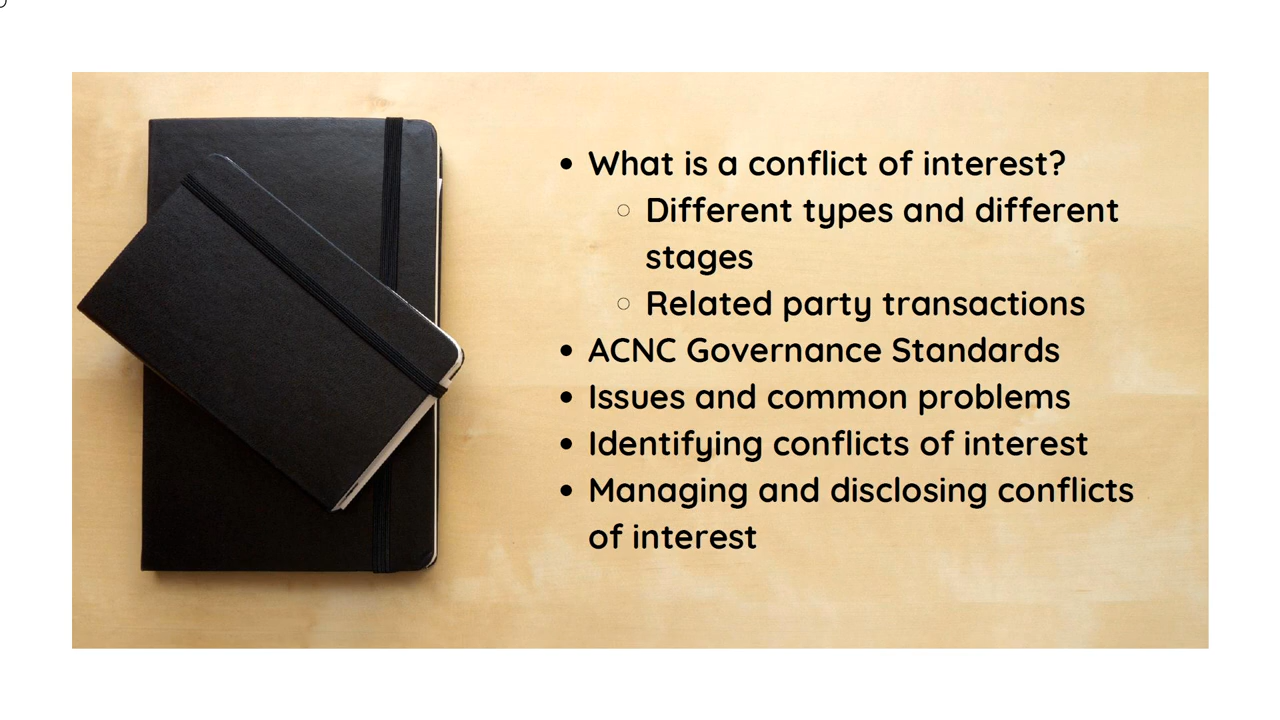 • What is a conflict of interest?
○ Different types and different
stages
○ Related party transactions
• ACNC Governance Standards
• Issues and common problems
• Identifying conflicts of interest
• Managing and disclosing conflicts
of interest